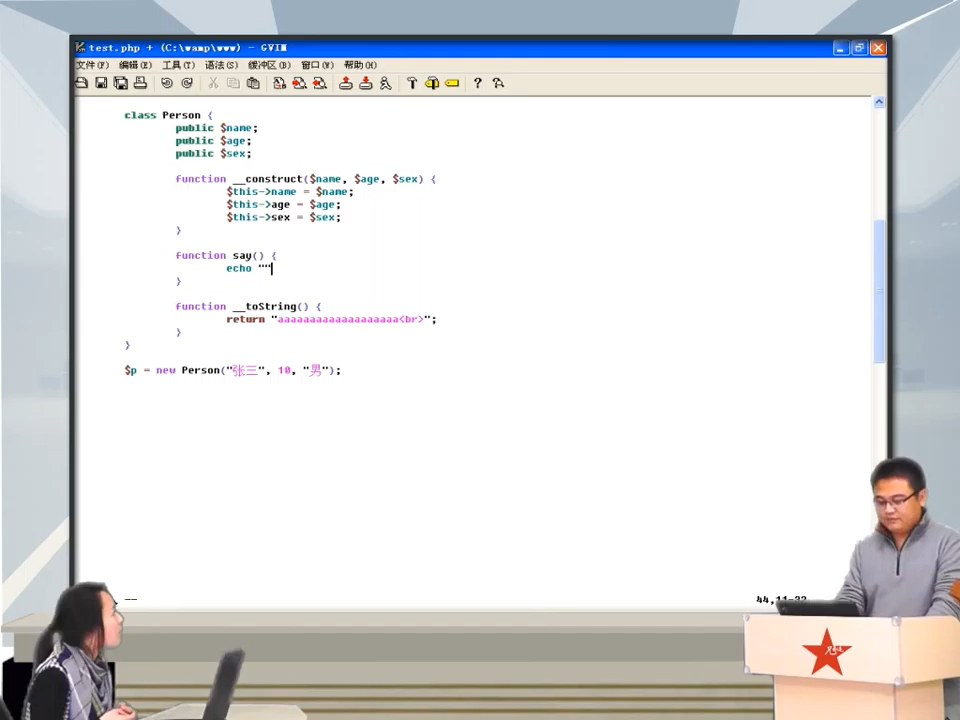 test.php + (C:\wamp\www) - GVIM
文件(F) 编辑(E) 工具(T) 语法(S) 缓冲区(B) 窗口(W) 帮助(H)
class Person {
public $name;
public $age;
public $sex;
function __construct($name, $age, $sex) {
$this->name = $name;
$this->age = $age;
$this->sex = $sex;
}
function say() {
echo ""
}
function __toString() {
return "aaaaaaaaaaaaaaaaaaa<br>";
}
}
$p = new Person("张三", 10, "男");